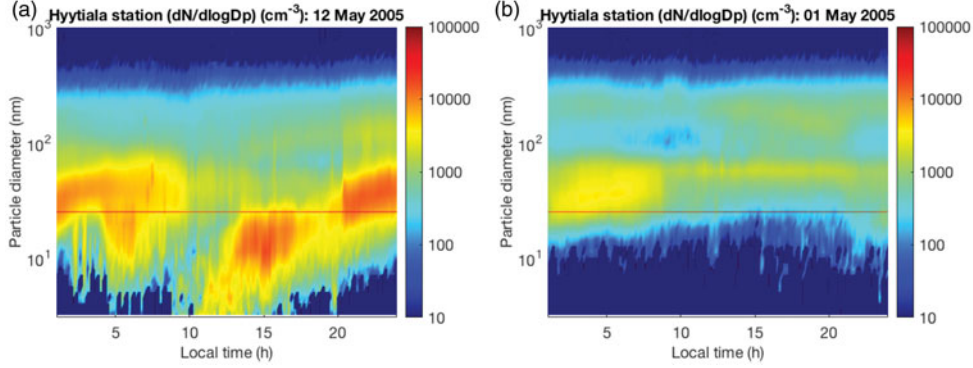 (a) Hyytiala station (dN/dlogDp) (cm⁻³): 12 May 2005
10³
10²
10¹
Particle diameter (nm)
5 10 15 20
Local time (h)
100000
10000
1000
100
10
(b) Hyytiala station (dN/dlogDp) (cm⁻³): 01 May 2005
10³
10²
10¹
Particle diameter (nm)
5 10 15 20
Local time (h)
100000
10000
1000
100
10